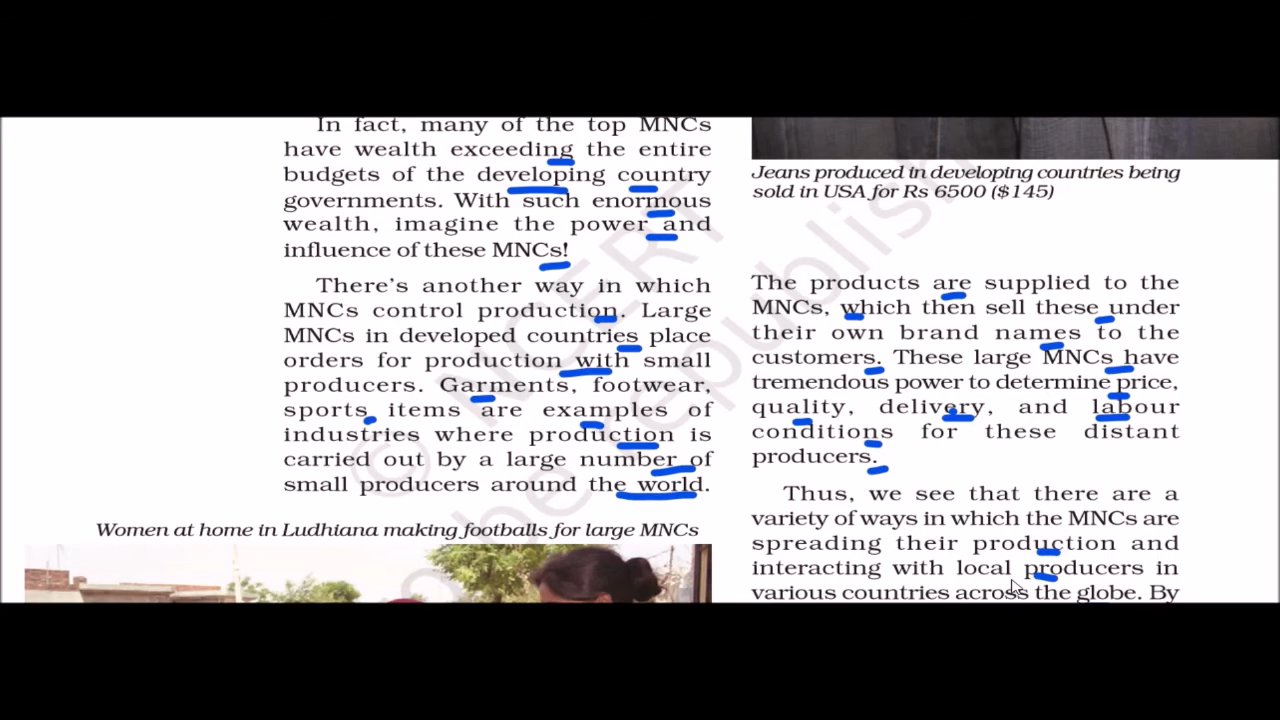 In fact, many of the top MNCs
have wealth exceeding the entire
budgets of the developing country
governments. With such enormous
wealth, imagine the power and
influence of these MNCs!
There's another way in which
MNCs control production. Large
MNCs in developed countries place
orders for production with small
producers. Garments, footwear,
sports items are examples of
industries where production is
carried out by a large number of
small producers around the world.
Women at home in Ludhiana making footballs for large MNCs
Jeans produced in developing countries being
sold in USA for Rs 6500 ($145)
The products are supplied to the
MNCs, which then sell these under
their own brand names to the
customers. These large MNCs have
tremendous power to determine price,
quality, delivery, and labour
conditions for these distant
producers.
Thus, we see that there are a
variety of ways in which the MNCs are
spreading their production and
interacting with local producers in
various countries across the globe. By
© NCERT
o be republish